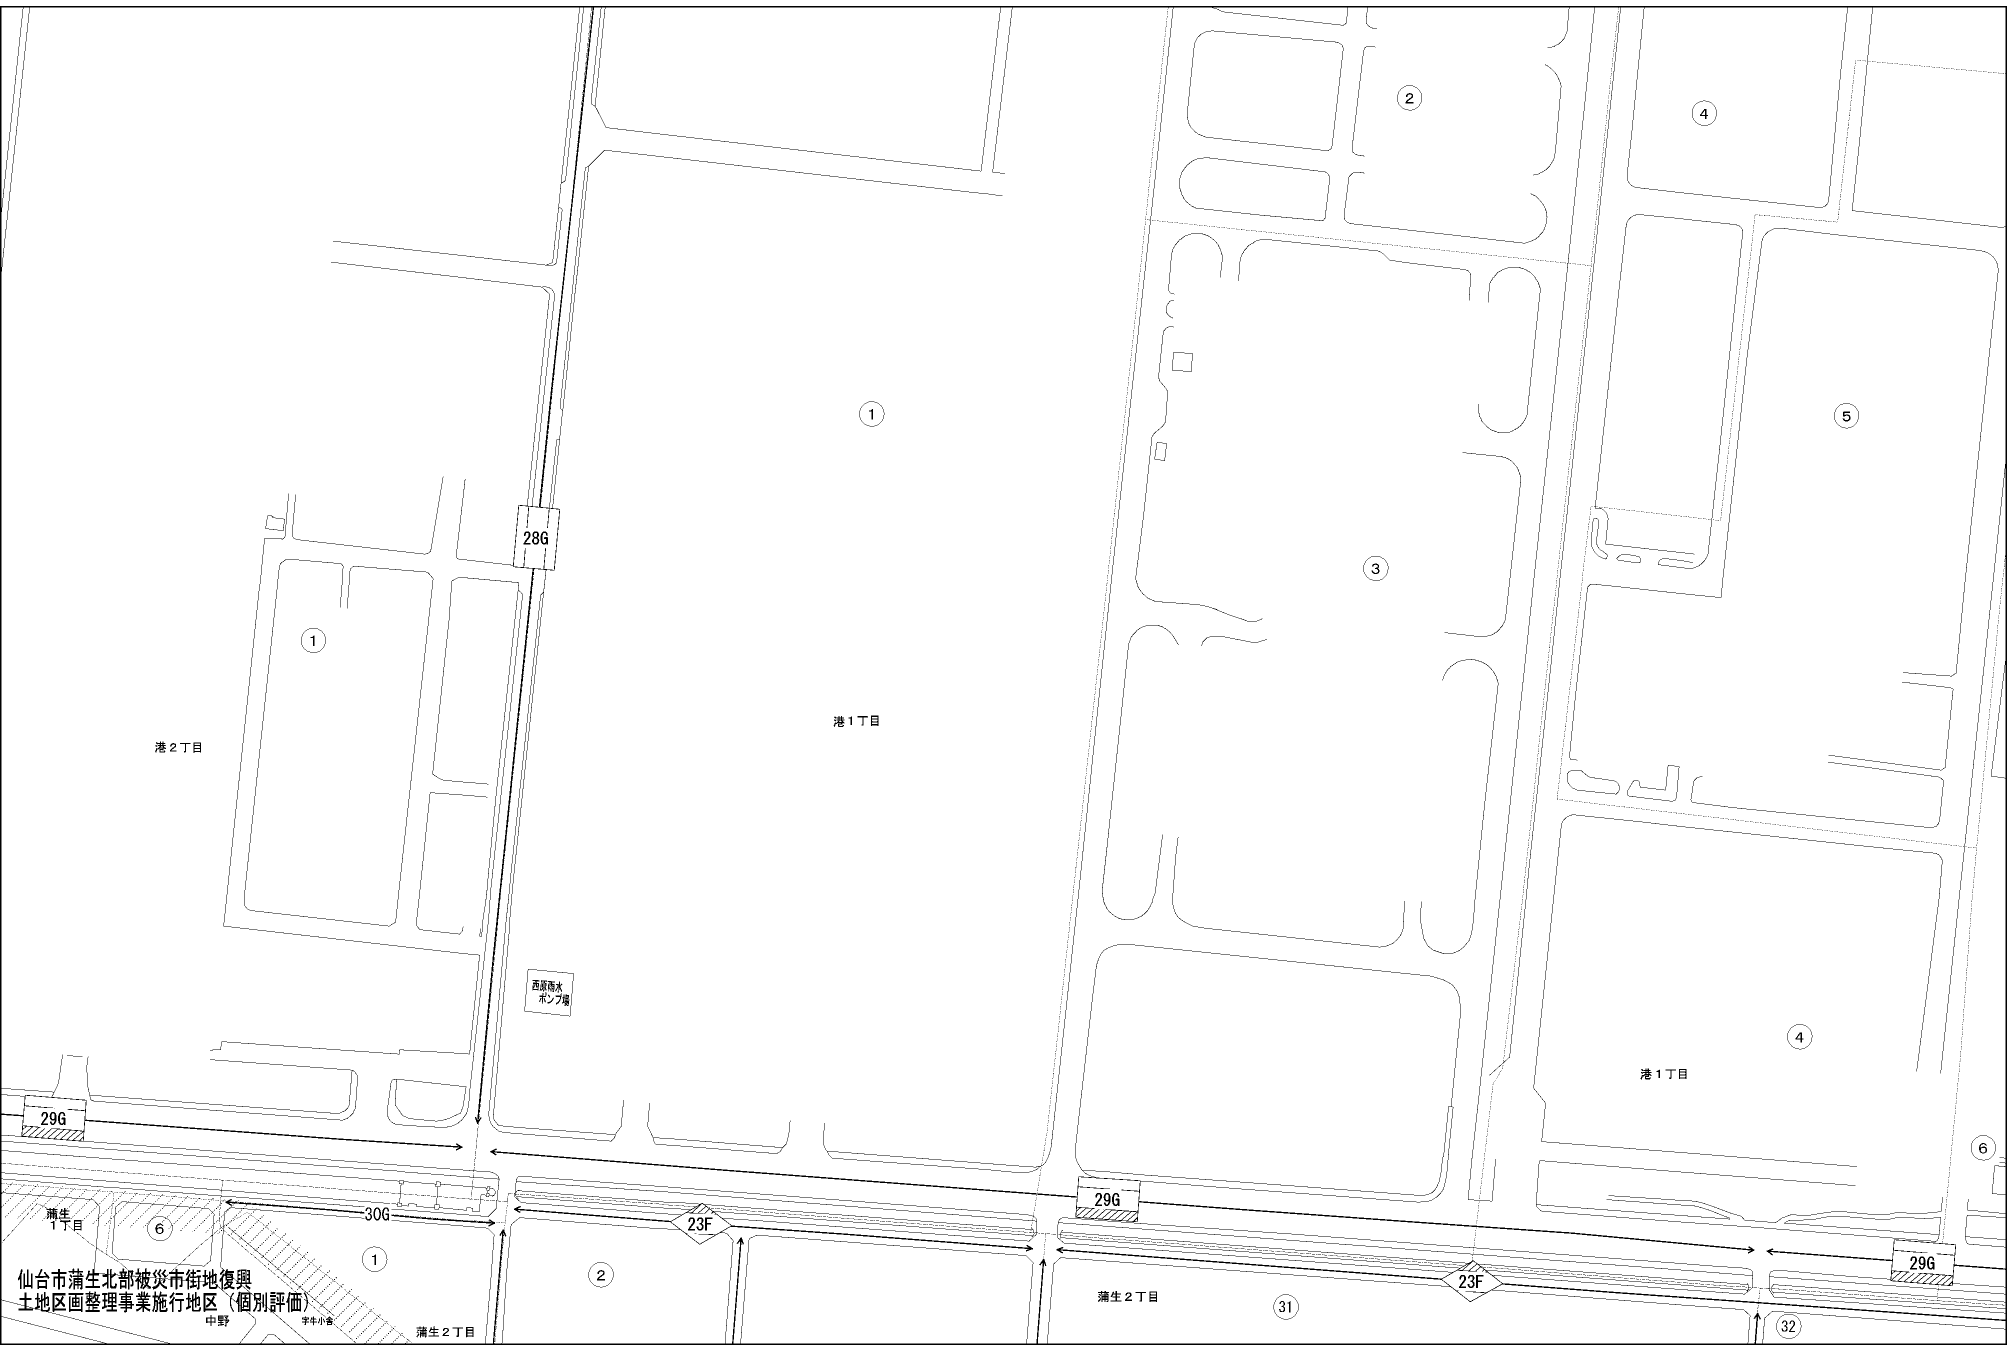 ②
④
①
⑤
28G
③
①
港１丁目
港２丁目
西原雨水
ポンプ場
④
港１丁目
29G
⑥
29G
30G
23F
蒲生
１丁目
⑥
①
②
29G
23F
仙台市蒲生北部被災市街地復興
土地区画整理事業施行地区（個別評価）
中野
字牛小舎
蒲生２丁目
蒲生２丁目
㉛
㉜